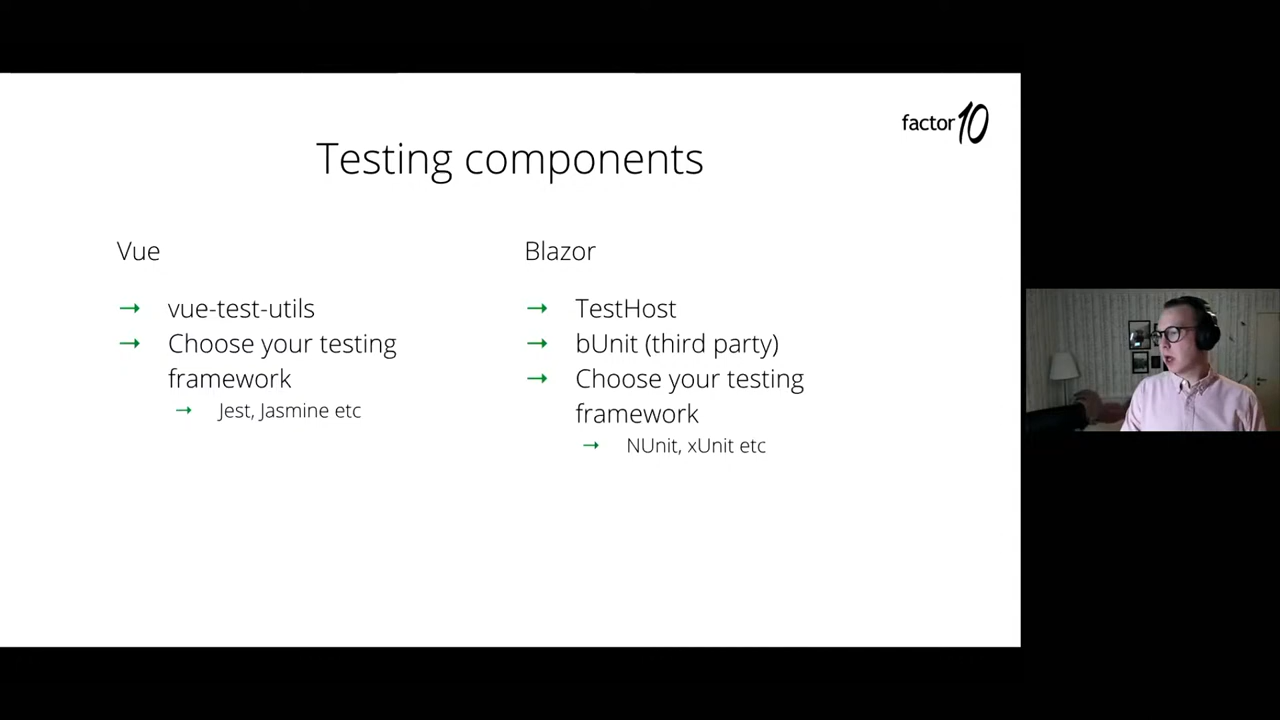 factor10
Testing components
Vue
→ vue-test-utils
→ Choose your testing
framework
→ Jest, Jasmine etc
Blazor
→ TestHost
→ bUnit (third party)
→ Choose your testing
framework
→ NUnit, xUnit etc